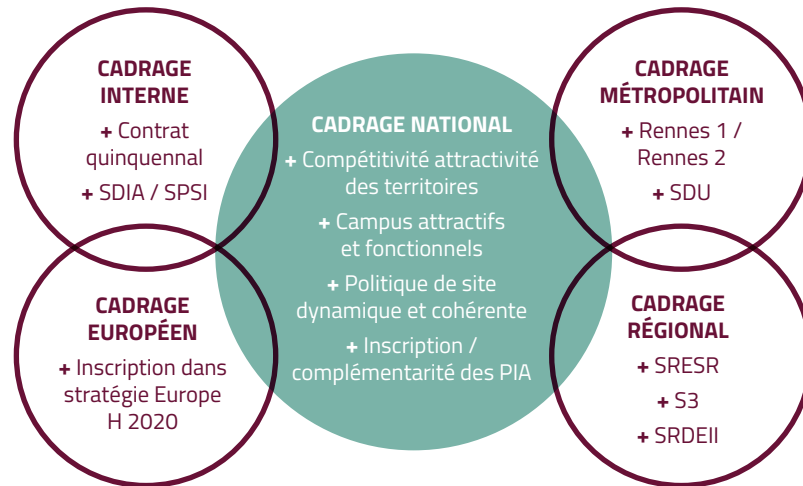 CADRAGE
INTERNE
+ Contrat
quinquennal
+ SDIA / SPSI
CADRAGE
EUROPÉEN
+ Inscription dans
stratégie Europe
H 2020
CADRAGE NATIONAL
+ Compétitivité attractivité
des territoires
+ Campus attractifs
et fonctionnels
+ Politique de site
dynamique et cohérente
+ Inscription /
complémentarité des PIA
CADRAGE
MÉTROPOLITAIN
+ Rennes 1 /
Rennes 2
+ SDU
CADRAGE
RÉGIONAL
+ SRESR
+ S3
+ SRDEII